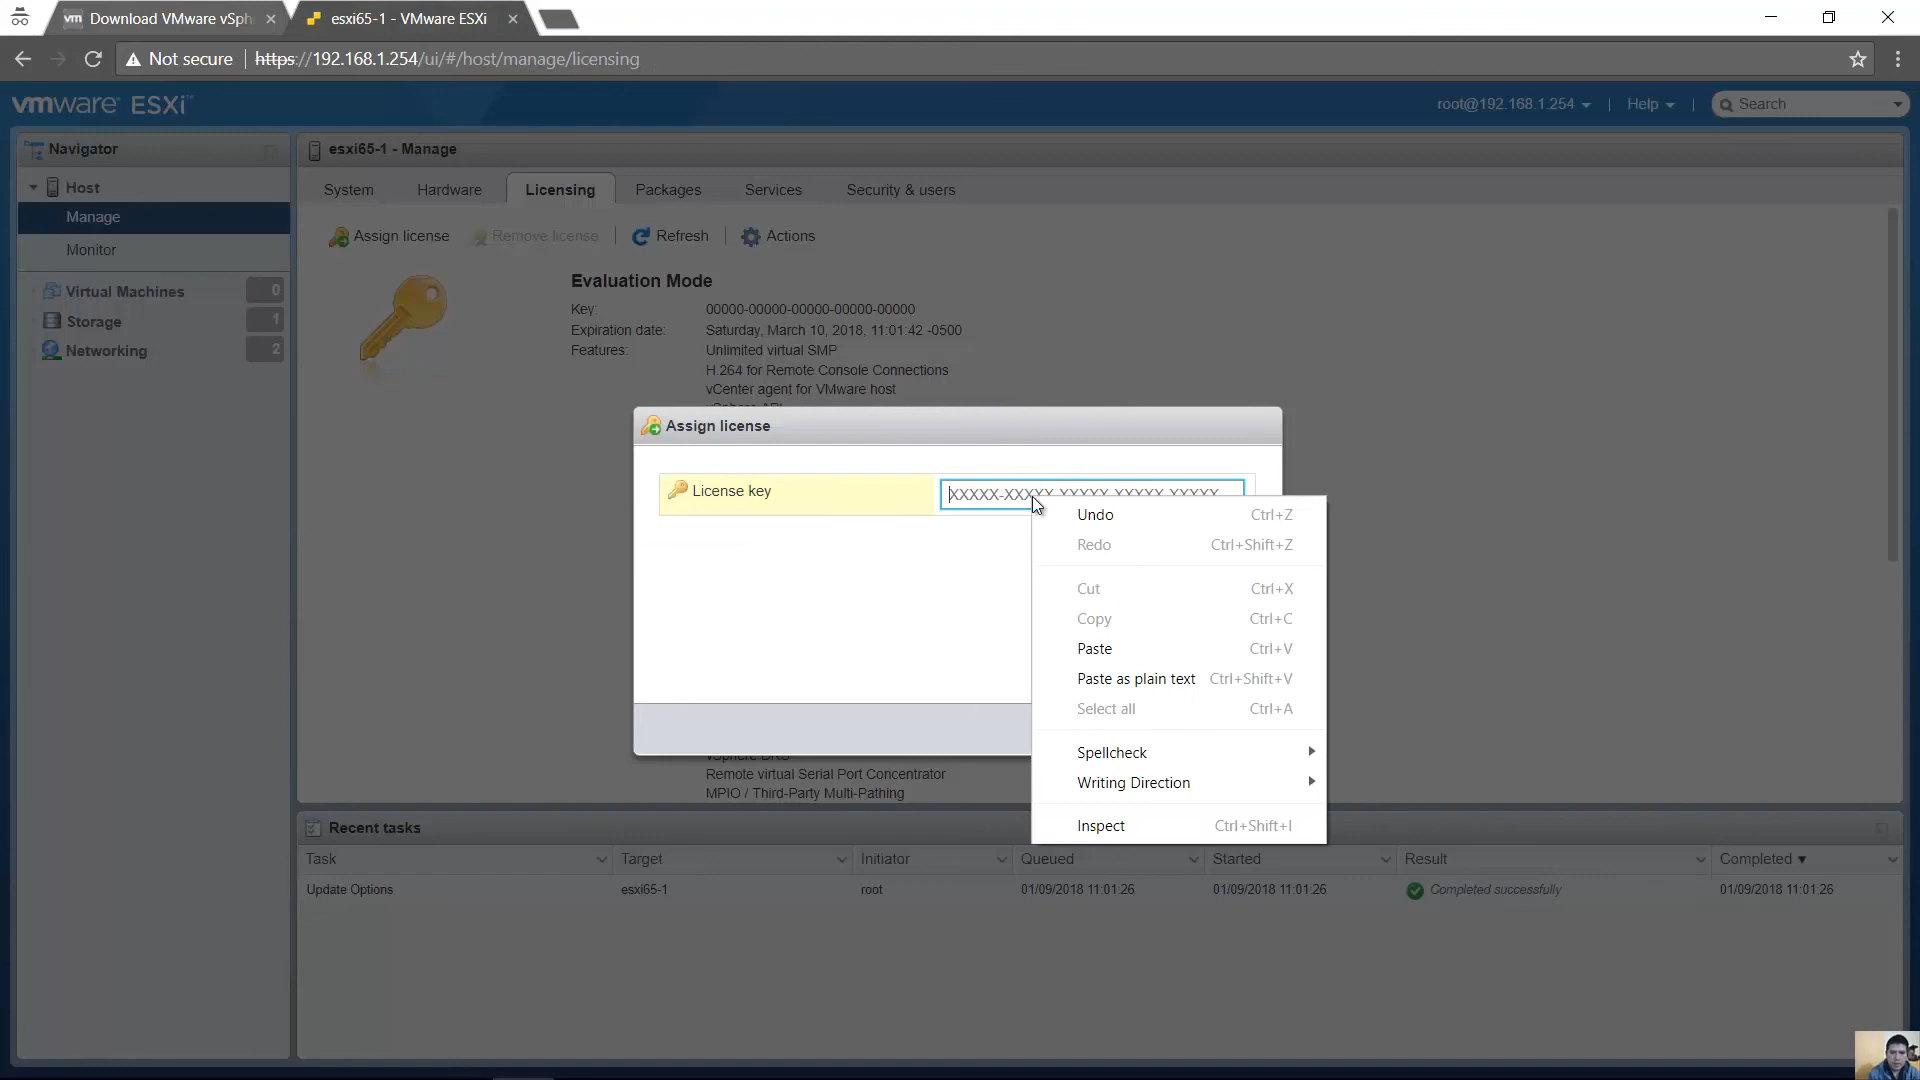 vm Download VMware vSph
esxi65-1 - VMware ESXi
Not secure https://192.168.1.254/ui/#/host/manage/licensing
vmware® ESXi™
root@192.168.1.254 | Help | Search
Navigator
esxi65-1 - Manage
Host
Manage
Monitor
Virtual Machines 0
Storage 1
Networking 2
System Hardware Licensing Packages Services Security & users
Assign license Remove license Refresh Actions
Evaluation Mode
Key: 00000-00000-00000-00000-00000
Expiration date: Saturday, March 10, 2018, 11:01:42 -0500
Features: Unlimited virtual SMP
H.264 for Remote Console Connections
vCenter agent for VMware host
vSphere API
Assign license
License key XXXXX-XXXXX-XXXXX-XXXXX-XXXXX
Undo Ctrl+Z
Redo Ctrl+Shift+Z
Cut Ctrl+X
Copy Ctrl+C
Paste Ctrl+V
Paste as plain text Ctrl+Shift+V
Select all Ctrl+A
Spellcheck
Writing Direction
Inspect Ctrl+Shift+I
vSphere DRS
Remote virtual Serial Port Concentrator
MPIO / Third-Party Multi-Pathing
Recent tasks
Task Target Initiator Queued Started Result Completed ▼
Update Options esxi65-1 root 01/09/2018 11:01:26 01/09/2018 11:01:26 Completed successfully 01/09/2018 11:01:26